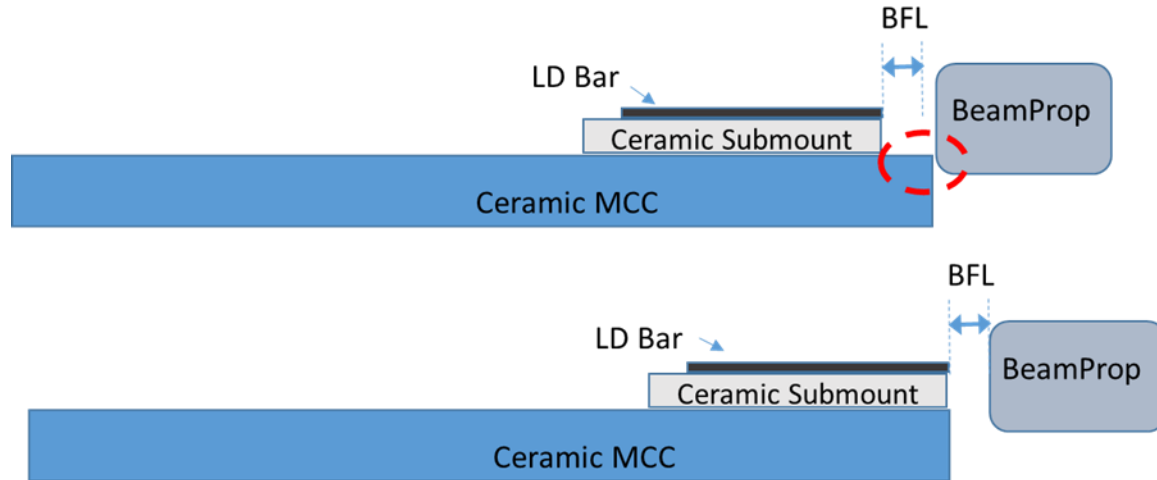 BFL
LD Bar
BeamProp
Ceramic Submount
Ceramic MCC
BFL
LD Bar
BeamProp
Ceramic Submount
Ceramic MCC